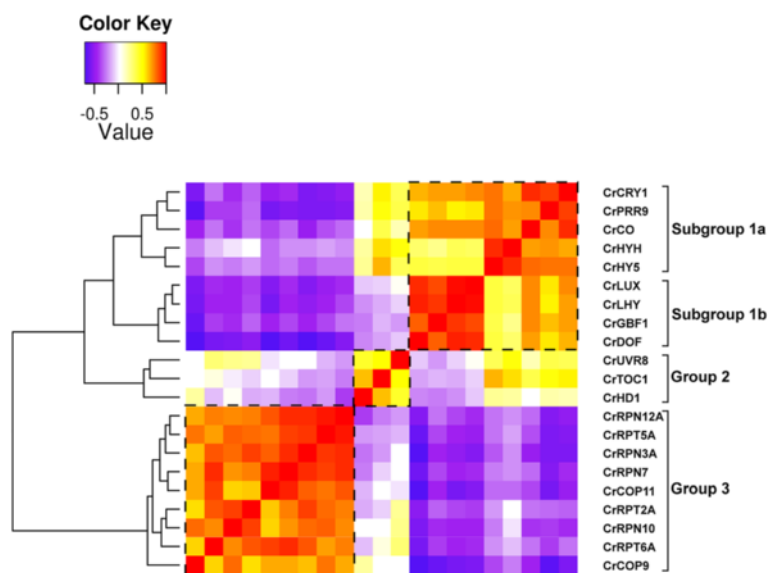 Color Key
-0.5 0.5
Value
CrCRY1
CrPRR9
CrCO
Subgroup 1a
CrHYH
CrHY5
CrLUX
CrLHY
Subgroup 1b
CrGBF1
CrDOF
CrUVR8
CrTOC1
Group 2
CrHD1
CrRPN12A
CrRPT5A
CrRPN3A
CrRPN7
Group 3
CrCOP11
CrRPT2A
CrRPN10
CrRPT6A
CrCOP9